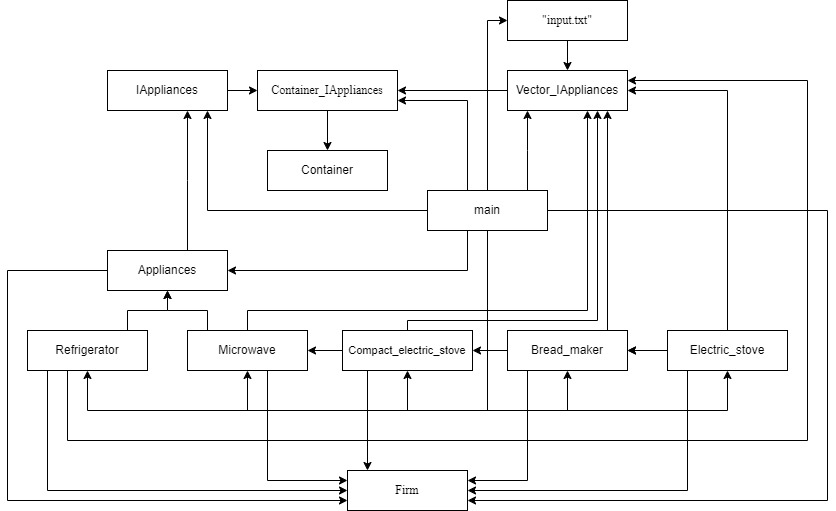 "input.txt"
IAppliances
Container_IAppliances
Vector_IAppliances
Container
main
Appliances
Refrigerator
Microwave
Compact_electric_stove
Bread_maker
Electric_stove
Firm